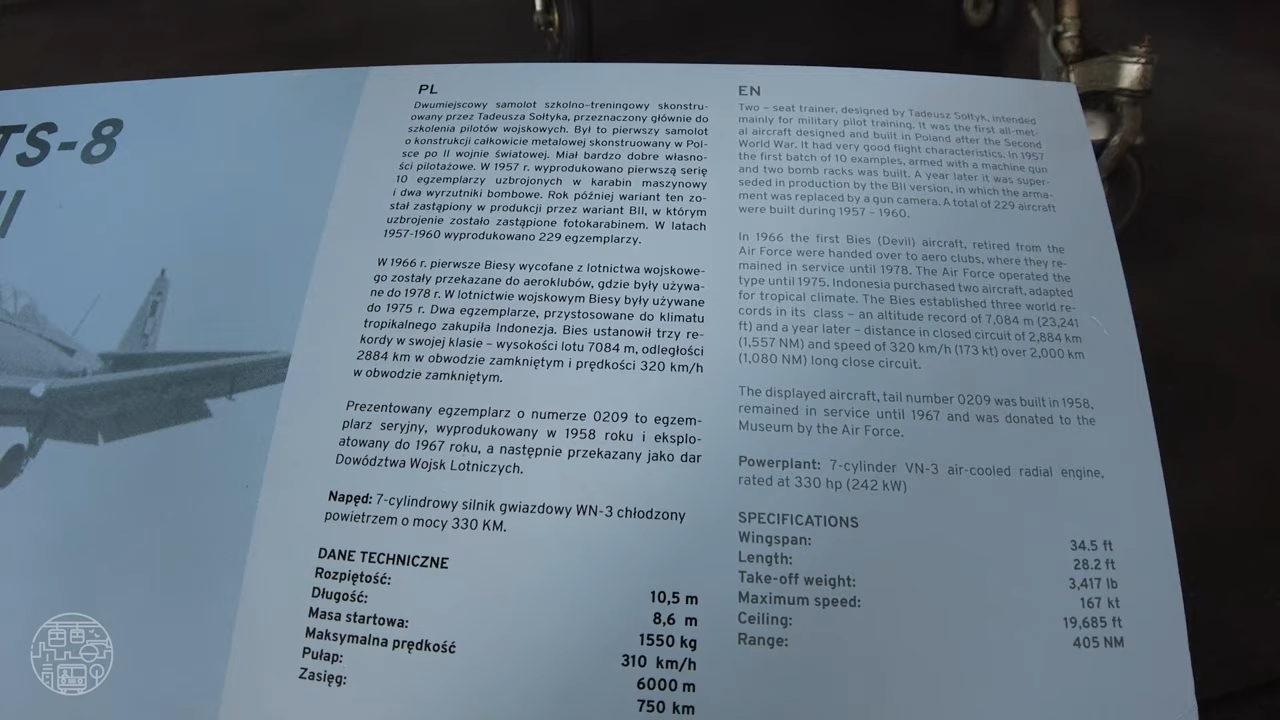 TS-8
II
PL
Dwumiejscowy samolot szkolno-treningowy skonstru-
owany przez Tadeusza Sołtyka, przeznaczony głównie do
szkolenia pilotów wojskowych. Był to pierwszy samolot
o konstrukcji całkowicie metalowej skonstruowany w Pol-
sce po II wojnie światowej. Miał bardzo dobre własno-
ści pilotażowe. W 1957 r. wyprodukowano pierwszą serię
10 egzemplarzy uzbrojonych w karabin maszynowy
i dwa wyrzutniki bombowe. Rok później wariant ten zo-
stał zastąpiony w produkcji przez wariant BII, w którym
uzbrojenie zostało zastąpione fotokarabinem. W latach
1957-1960 wyprodukowano 229 egzemplarzy.
W 1966 r. pierwsze Biesy wycofane z lotnictwa wojskowe-
go zostały przekazane do aeroklubów, gdzie były używa-
ne do 1978 r. W lotnictwie wojskowym Biesy były używane
do 1975 r. Dwa egzemplarze, przystosowane do klimatu
tropikalnego zakupiła Indonezja. Bies ustanowił trzy re-
kordy w swojej klasie – wysokości lotu 7084 m, odległości
2884 km w obwodzie zamkniętym i prędkości 320 km/h
w obwodzie zamkniętym.
Prezentowany egzemplarz o numerze 0209 to egzem-
plarz seryjny, wyprodukowany w 1958 roku i eksplo-
atowany do 1967 roku, a następnie przekazany jako dar
Dowództwa Wojsk Lotniczych.
Napęd: 7-cylindrowy silnik gwiazdowy WN-3 chłodzony
powietrzem o mocy 330 KM.
DANE TECHNICZNE
Rozpiętość: 10,5 m
Długość: 8,6 m
Masa startowa: 1550 kg
Maksymalna prędkość 310 km/h
Pułap: 6000 m
Zasięg: 750 km
EN
Two – seat trainer, designed by Tadeusz Sołtyk, intended
mainly for military pilot training. It was the first all-met-
al aircraft designed and built in Poland after the Second
World War. It had very good flight characteristics. In 1957
the first batch of 10 examples, armed with a machine gun
and two bomb racks was built. A year later it was super-
seded in production by the BII version, in which the arma-
ment was replaced by a gun camera. A total of 229 aircraft
were built during 1957 – 1960.
In 1966 the first Bies (Devil) aircraft, retired from the
Air Force were handed over to aero clubs, where they re-
mained in service until 1978. The Air Force operated the
type until 1975. Indonesia purchased two aircraft, adapted
for tropical climate. The Bies established three world re-
cords in its class – an altitude record of 7,084 m (23,241
ft) and a year later – distance in closed circuit of 2,884 km
(1,557 NM) and speed of 320 km/h (173 kt) over 2,000 km
(1,080 NM) long close circuit.
The displayed aircraft, tail number 0209 was built in 1958,
remained in service until 1967 and was donated to the
Museum by the Air Force.
Powerplant: 7-cylinder VN-3 air-cooled radial engine,
rated at 330 hp (242 kW)
SPECIFICATIONS
Wingspan: 34.5 ft
Length: 28.2 ft
Take-off weight: 3,417 lb
Maximum speed: 167 kt
Ceiling: 19,685 ft
Range: 405 NM